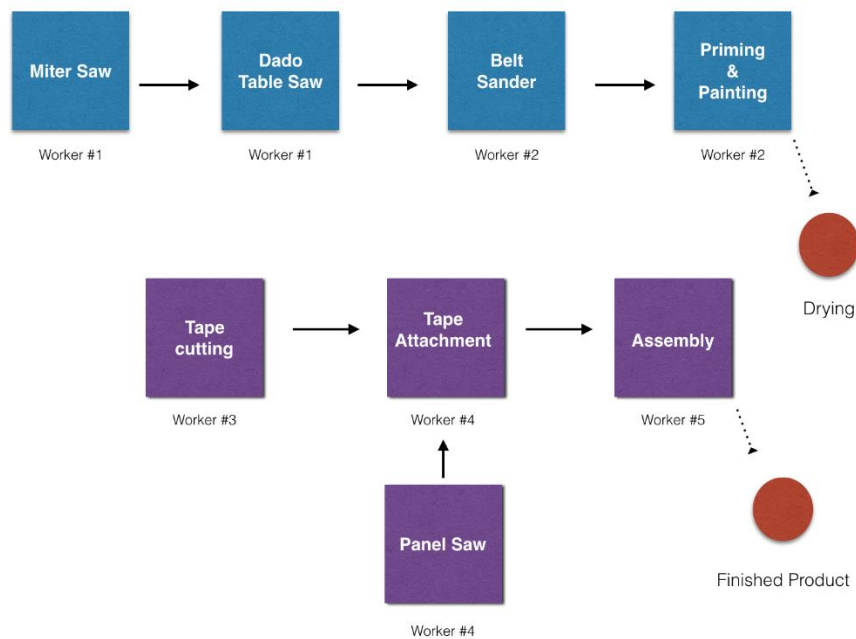 Miter Saw
Dado
Table Saw
Belt
Sander
Priming
&
Painting
Worker #1
Worker #1
Worker #2
Worker #2
Drying
Tape
cutting
Tape
Attachment
Assembly
Worker #3
Worker #4
Worker #5
Panel Saw
Finished Product
Worker #4